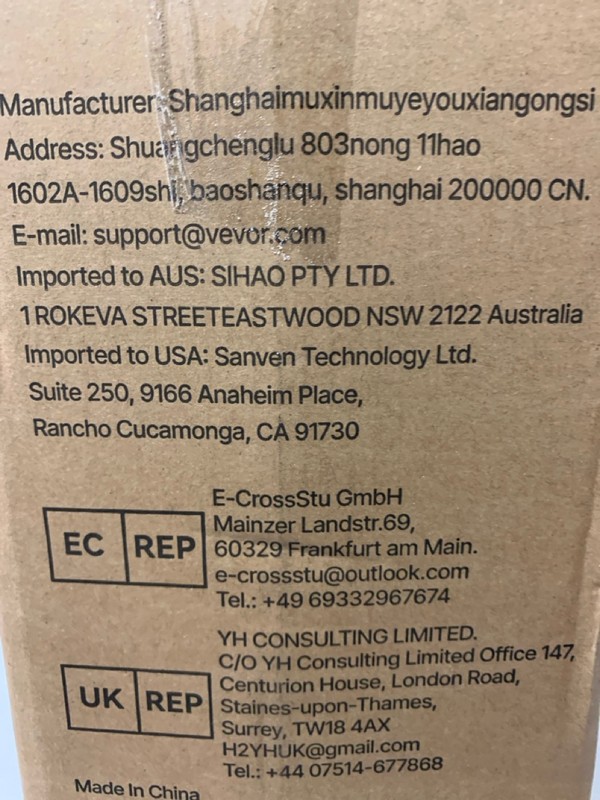 Manufacturer: Shanghaimuxinmuyeyouxiangongsi
Address: Shuangchenglu 803nong 11hao
1602A-1609shi, baoshanqu, shanghai 200000 CN.
E-mail: support@vevor.com
Imported to AUS: SIHAO PTY LTD.
1 ROKEVA STREETEASTWOOD NSW 2122 Australia
Imported to USA: Sanven Technology Ltd.
Suite 250, 9166 Anaheim Place,
Rancho Cucamonga, CA 91730
EC REP
E-CrossStu GmbH
Mainzer Landstr.69,
60329 Frankfurt am Main.
e-crossstu@outlook.com
Tel.: +49 69332967674
UK REP
YH CONSULTING LIMITED.
C/O YH Consulting Limited Office 147,
Centurion House, London Road,
Staines-upon-Thames,
Surrey, TW18 4AX
H2YHUK@gmail.com
Tel.: +44 07514-677868
Made In China